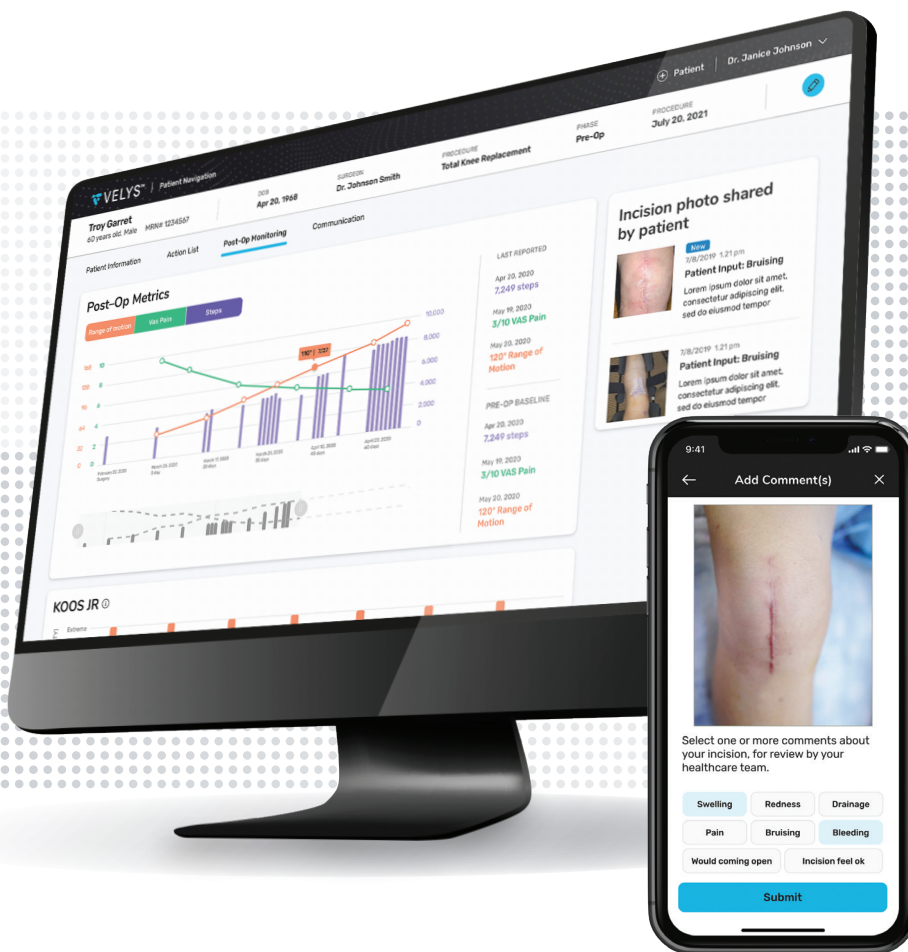 + Patient | Dr. Janice Johnson
VELYS™ | Patient Navigation
Troy Garret
60 years old. Male MRN# 1234567
DOB
Apr 20, 1968
SURGEON
Dr. Johnson Smith
PROCEDURE
Total Knee Replacement
PHASE
Pre-Op
PROCEDURE
July 20. 2021
Patient Information
Action List
Post-Op Monitoring
Communication
Post-Op Metrics
Range of motion
Vas Pain
Steps
10
8
6
4
2
0
10,000
8,000
6,000
4,000
2,000
0
LAST REPORTED
Apr 20, 2020
7,249 steps
May 19, 2020
3/10 VAS Pain
May 20, 2020
120° Range of
Motion
PRE-OP BASELINE
Apr 20, 2020
7,249 steps
May 19, 2020
3/10 VAS Pain
May 20, 2020
120° Range of
Motion
KOOS JR
Extreme
Incision photo shared
by patient
New
7/8/2019 1.21 pm
Patient Input: Bruising
Lorem ipsum dolor sit amet,
consectetur adipiscing elit,
sed do eiusmod tempor
7/8/2019 1.21 pm
Patient Input: Bruising
Lorem ipsum dolor sit amet,
consectetur adipiscing elit,
sed do eiusmod tempor
9:41
Add Comment(s)
Select one or more comments about
your incision, for review by your
healthcare team.
Swelling
Redness
Drainage
Pain
Bruising
Bleeding
Would coming open
Incision feel ok
Submit